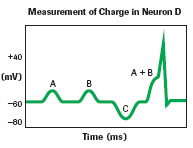 Measurement of Charge in Neuron D
+40
(mV)
A
B
A + B
C
−60
−80
Time (ms)